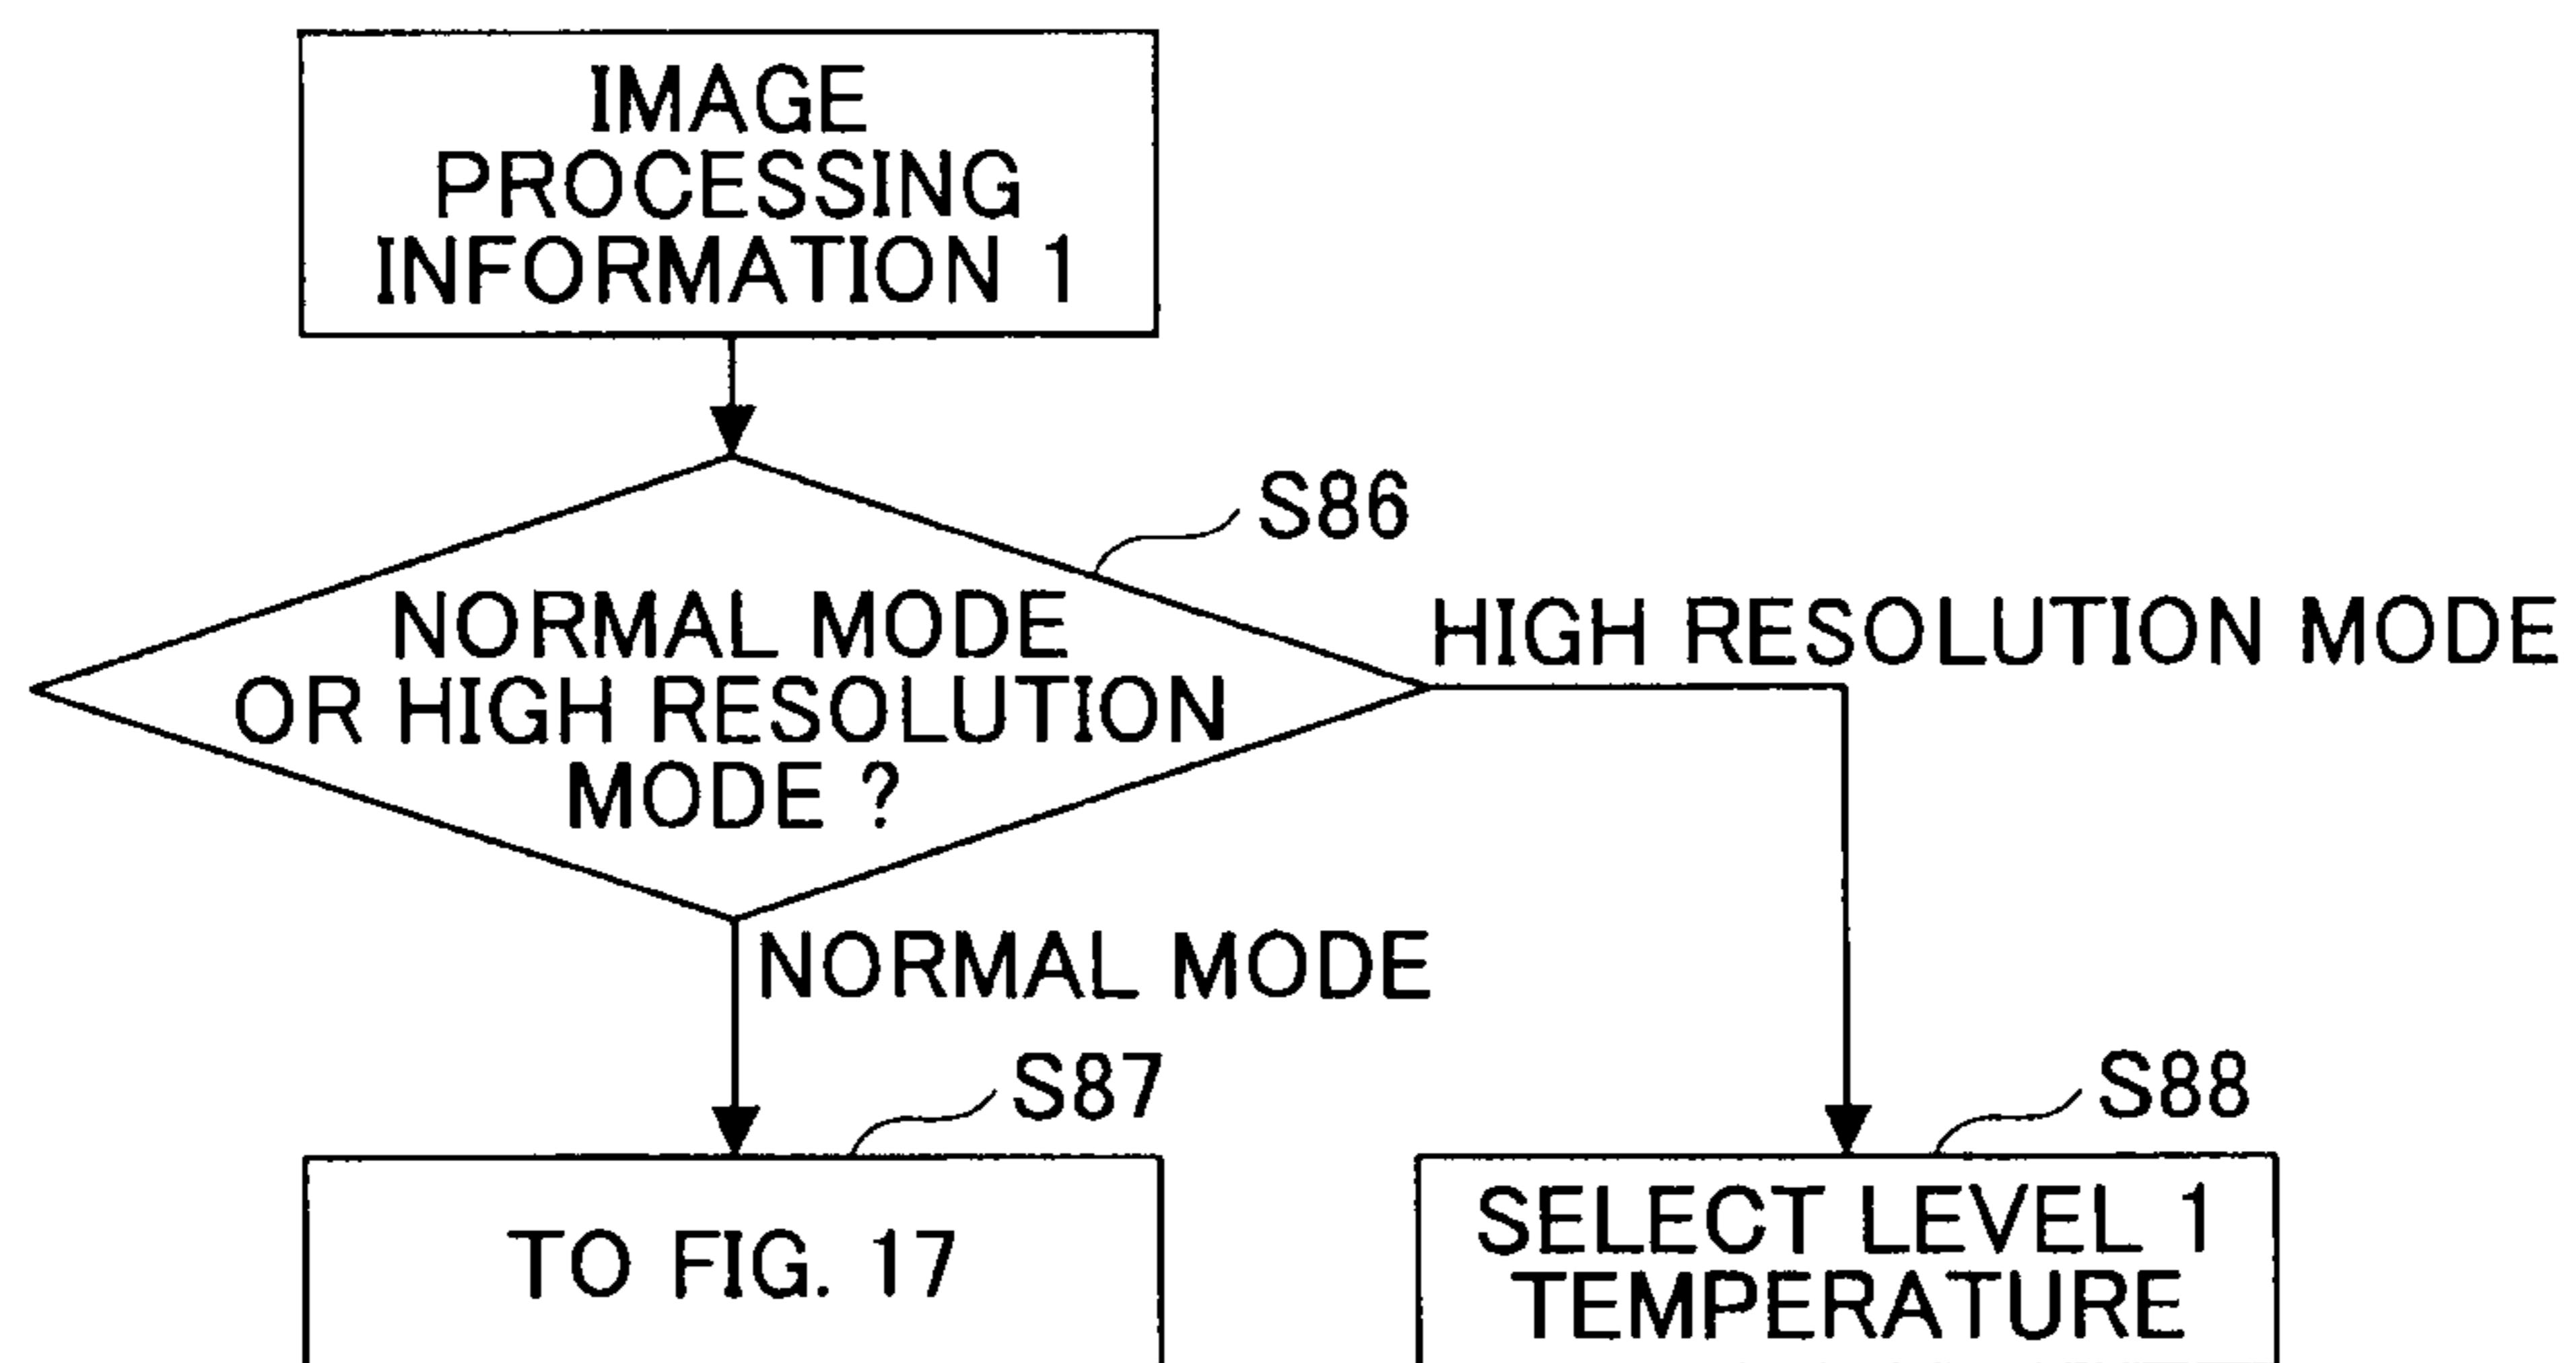 IMAGE
PROCESSING
INFORMATION 1
S86
NORMAL MODE
OR HIGH RESOLUTION
MODE ?
HIGH RESOLUTION MODE
NORMAL MODE
S87
TO FIG. 17
S88
SELECT LEVEL 1
TEMPERATURE